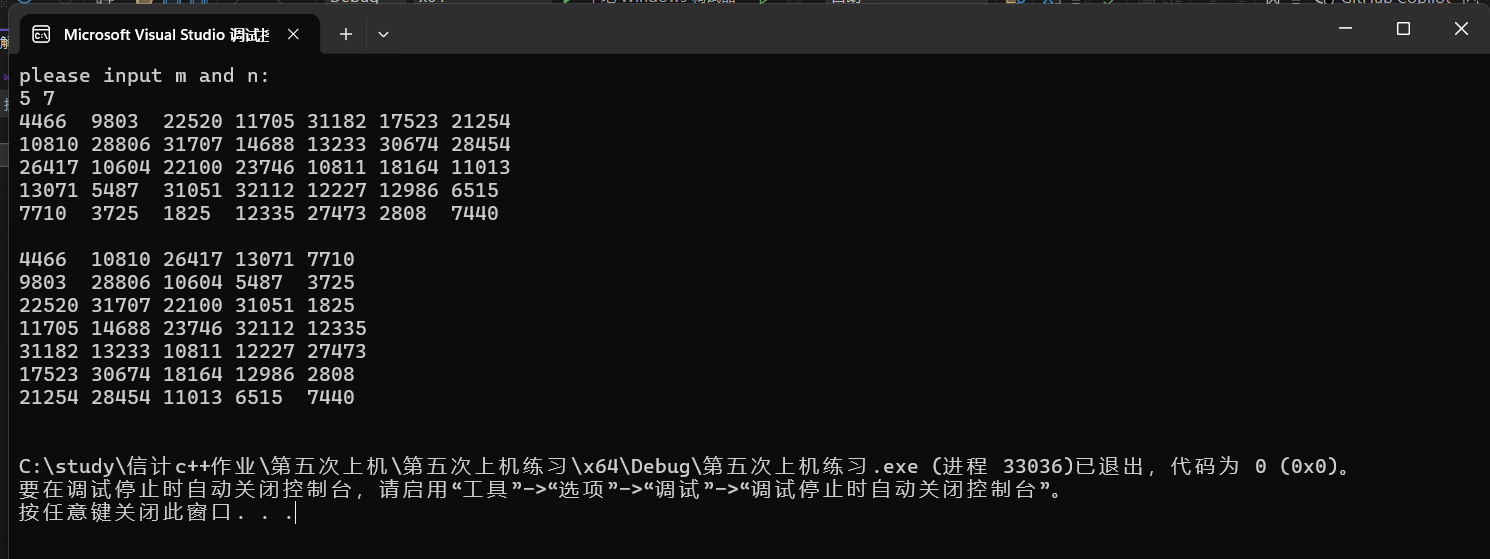 Microsoft Visual Studio 调试
please input m and n:
5 7
4466  9803  22520 11705 31182 17523 21254
10810 28806 31707 14688 13233 30674 28454
26417 10604 22100 23746 10811 18164 11013
13071 5487  31051 32112 12227 12986 6515
7710  3725  1825  12335 27473 2808  7440
4466  10810 26417 13071 7710
9803  28806 10604 5487  3725
22520 31707 22100 31051 1825
11705 14688 23746 32112 12335
31182 13233 10811 12227 27473
17523 30674 18164 12986 2808
21254 28454 11013 6515  7440
C:\study\信计c++作业\第五次上机\第五次上机练习\x64\Debug\第五次上机练习.exe (进程 33036)已退出，代码为 0 (0x0)。
要在调试停止时自动关闭控制台，请启用“工具”->“选项”->“调试”->“调试停止时自动关闭控制台”。
按任意键关闭此窗口. . .